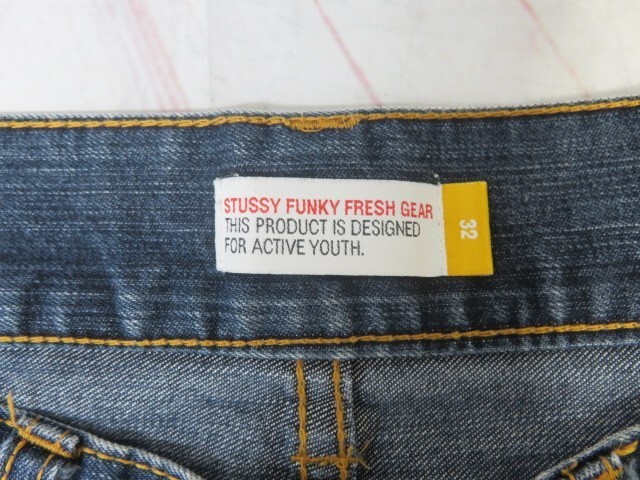 STUSSY FUNKY FRESH GEAR
THIS PRODUCT IS DESIGNED
FOR ACTIVE YOUTH.
32